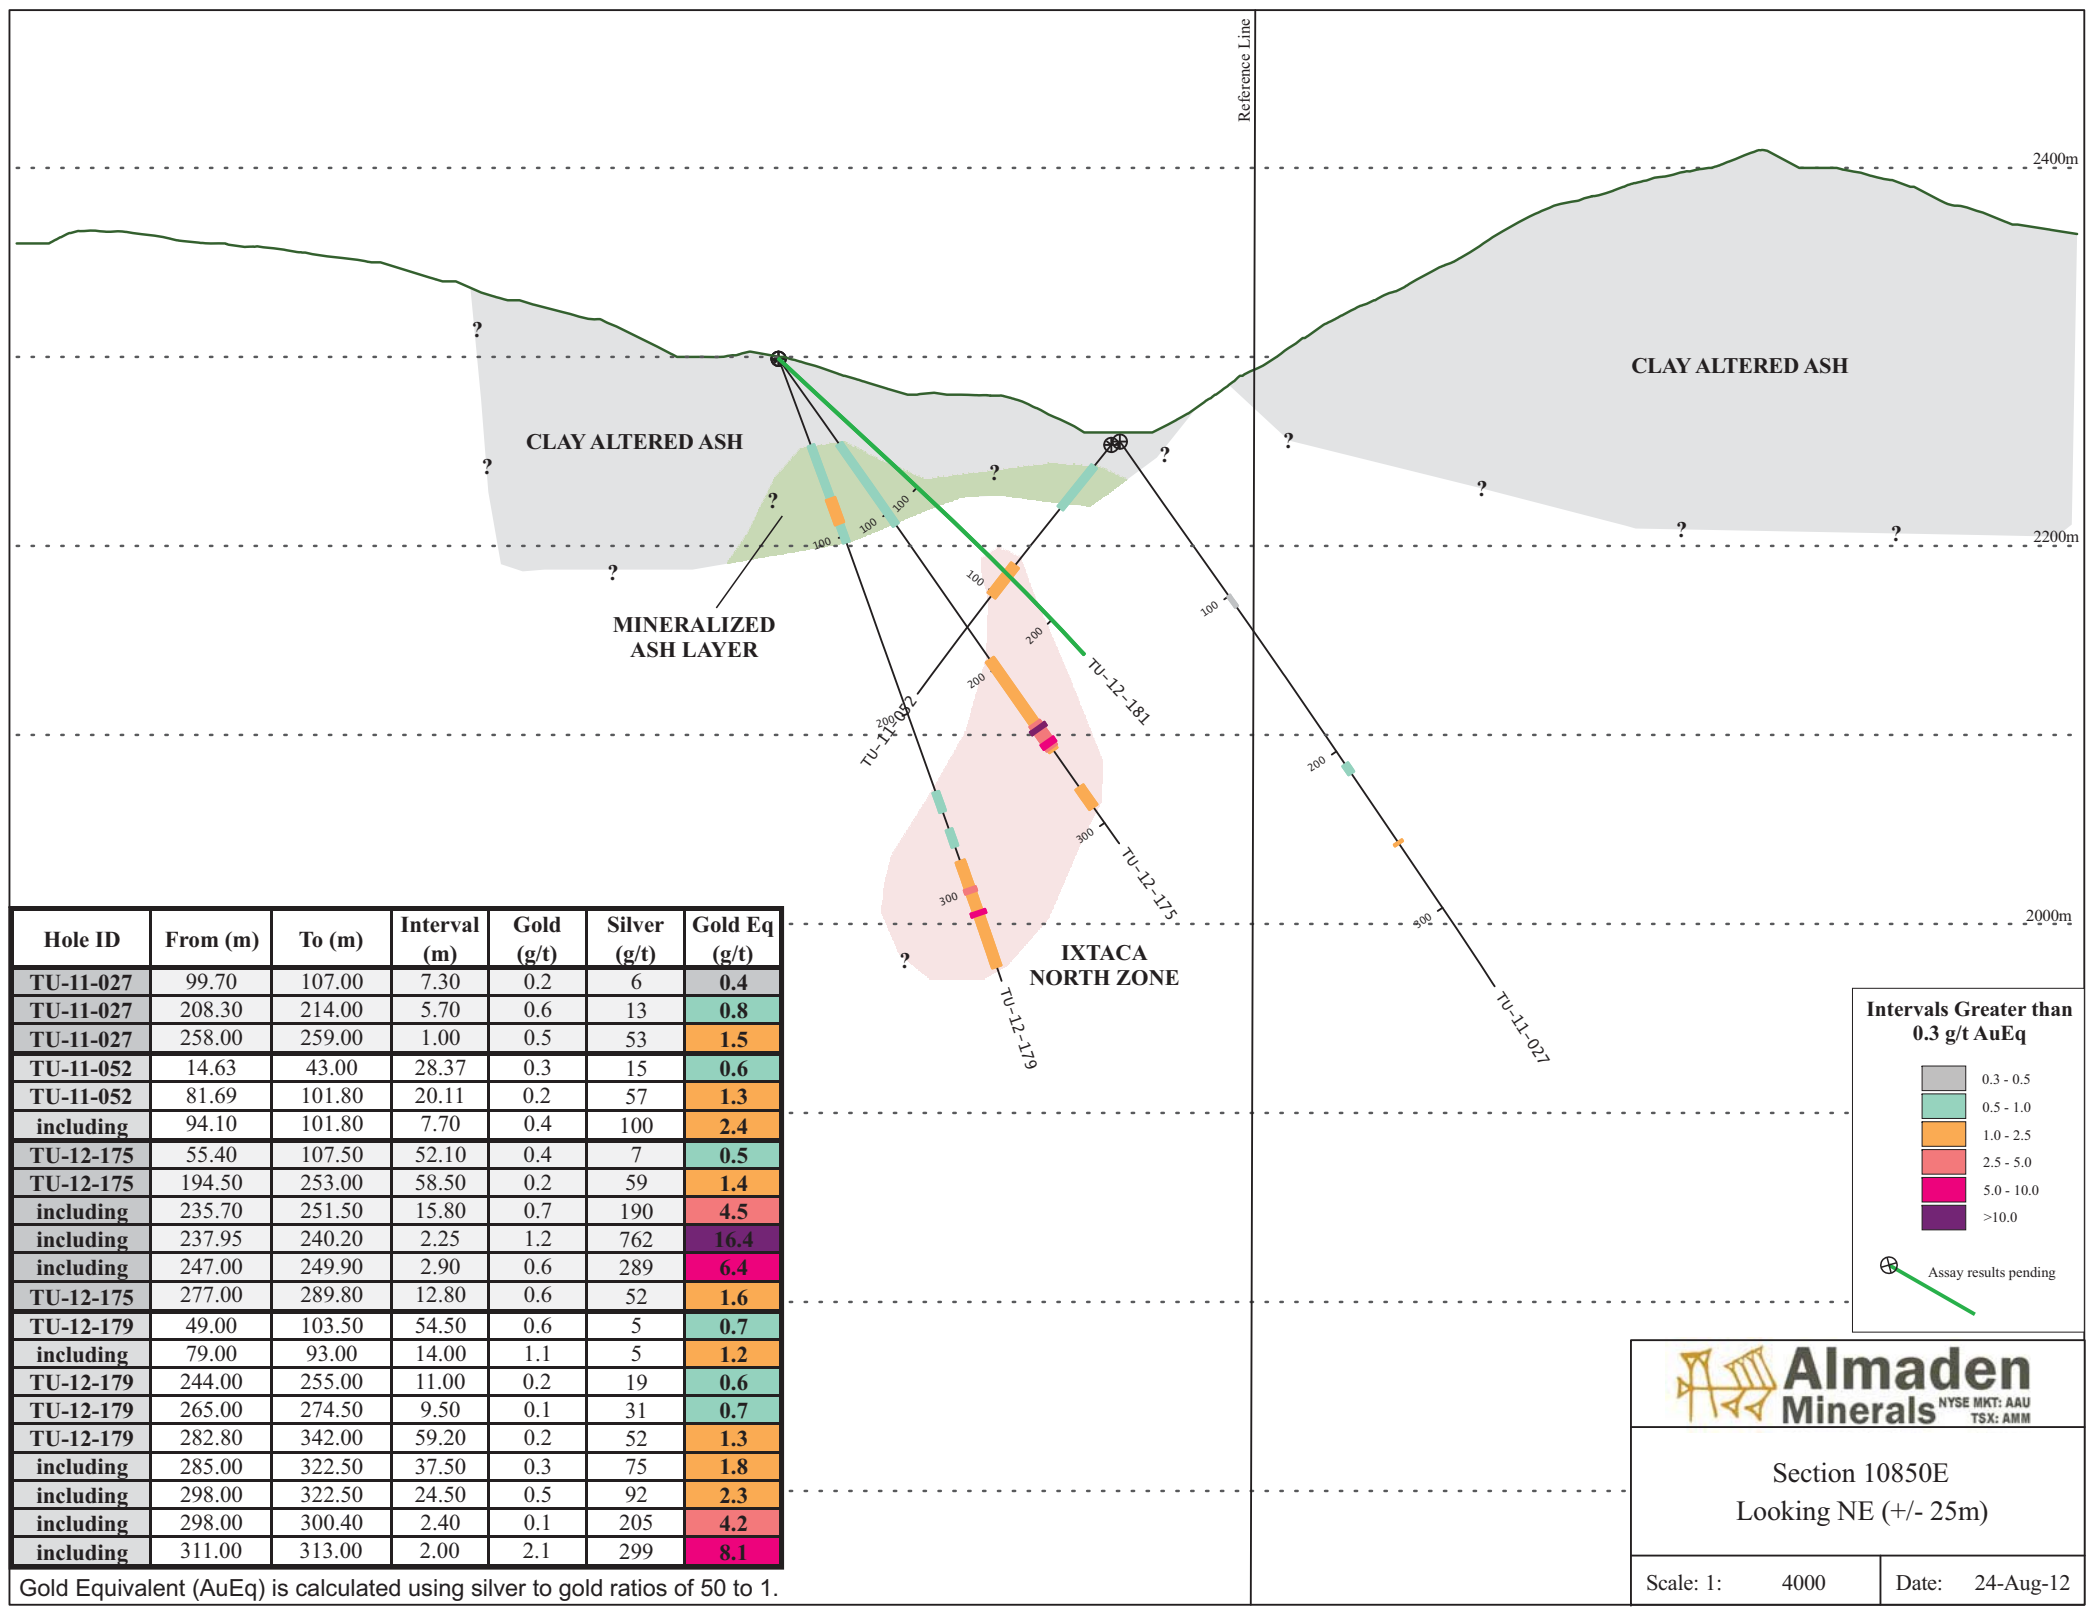 Reference Line
2400m
CLAY ALTERED ASH
CLAY ALTERED ASH
?
?
?
?
?
?
?
?
?
?
?
2200m
100
100
100
100
100
MINERALIZED
ASH LAYER
200
200
200
200
TU-11-052
TU-12-181
300
300
300
TU-12-175
TU-12-179
TU-11-027
2000m
?
IXTACA
NORTH ZONE
Hole ID From (m) To (m) Interval (m) Gold (g/t) Silver (g/t) Gold Eq (g/t)
TU-11-027 99.70 107.00 7.30 0.2 6 0.4
TU-11-027 208.30 214.00 5.70 0.6 13 0.8
TU-11-027 258.00 259.00 1.00 0.5 53 1.5
TU-11-052 14.63 43.00 28.37 0.3 15 0.6
TU-11-052 81.69 101.80 20.11 0.2 57 1.3
including 94.10 101.80 7.70 0.4 100 2.4
TU-12-175 55.40 107.50 52.10 0.4 7 0.5
TU-12-175 194.50 253.00 58.50 0.2 59 1.4
including 235.70 251.50 15.80 0.7 190 4.5
including 237.95 240.20 2.25 1.2 762 16.4
including 247.00 249.90 2.90 0.6 289 6.4
TU-12-175 277.00 289.80 12.80 0.6 52 1.6
TU-12-179 49.00 103.50 54.50 0.6 5 0.7
including 79.00 93.00 14.00 1.1 5 1.2
TU-12-179 244.00 255.00 11.00 0.2 19 0.6
TU-12-179 265.00 274.50 9.50 0.1 31 0.7
TU-12-179 282.80 342.00 59.20 0.2 52 1.3
including 285.00 322.50 37.50 0.3 75 1.8
including 298.00 322.50 24.50 0.5 92 2.3
including 298.00 300.40 2.40 0.1 205 4.2
including 311.00 313.00 2.00 2.1 299 8.1
Gold Equivalent (AuEq) is calculated using silver to gold ratios of 50 to 1.
Intervals Greater than
0.3 g/t AuEq
0.3 - 0.5
0.5 - 1.0
1.0 - 2.5
2.5 - 5.0
5.0 - 10.0
>10.0
Assay results pending
Almaden
Minerals NYSE MKT: AAU
TSX: AMM
Section 10850E
Looking NE (+/- 25m)
Scale: 1: 4000
Date: 24-Aug-12